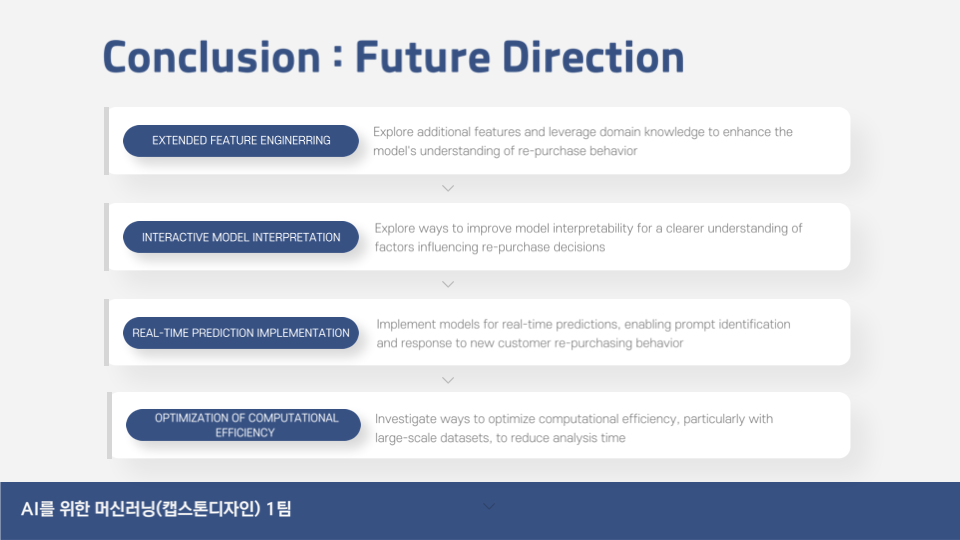 Conclusion : Future Direction
EXTENDED FEATURE ENGINERRING
Explore additional features and leverage domain knowledge to enhance the
model's understanding of re-purchase behavior
INTERACTIVE MODEL INTERPRETATION
Explore ways to improve model interpretability for a clearer understanding of
factors influencing re-purchase decisions
REAL-TIME PREDICTION IMPLEMENTATION
Implement models for real-time predictions, enabling prompt identification
and response to new customer re-purchasing behavior
OPTIMIZATION OF COMPUTATIONAL
EFFICIENCY
Investigate ways to optimize computational efficiency, particularly with
large-scale datasets, to reduce analysis time
AI를 위한 머신러닝(캡스톤디자인) 1팀